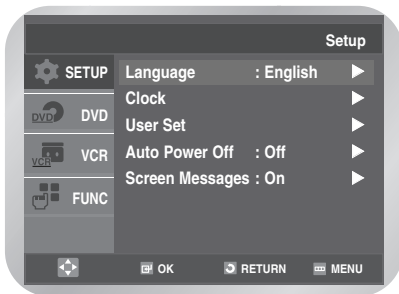 Setup
SETUP
Language : English
Clock
DVD DVD
User Set
VCR VCR
Auto Power Off : Off
Screen Messages : On
FUNC
OK RETURN MENU